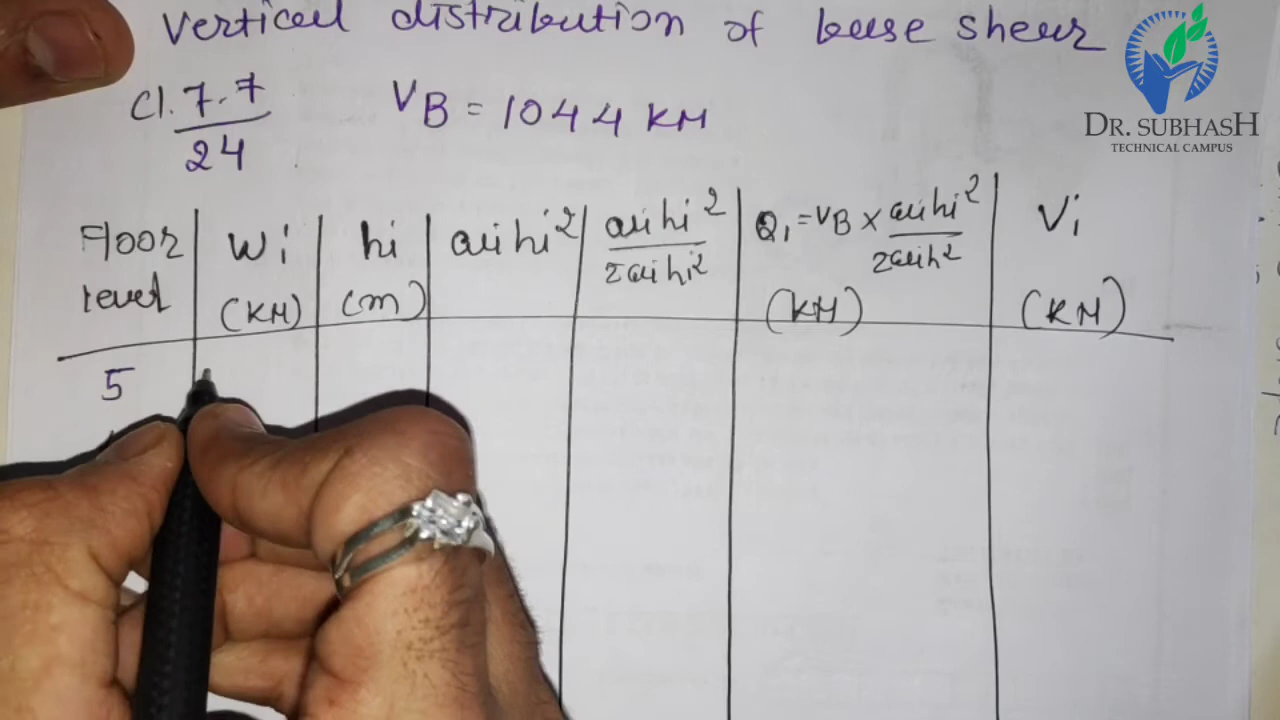 Vertical distribution of base shear
Cl. 7.7 / 24
VB = 1044 KN
DR. SUBHASH
TECHNICAL CAMPUS
Floor level
Wi (KN)
hi (m)
wihi²
wihi² / Σwihi²
Qi = VB × wihi² / Σwih² (KN)
Vi (KN)
5